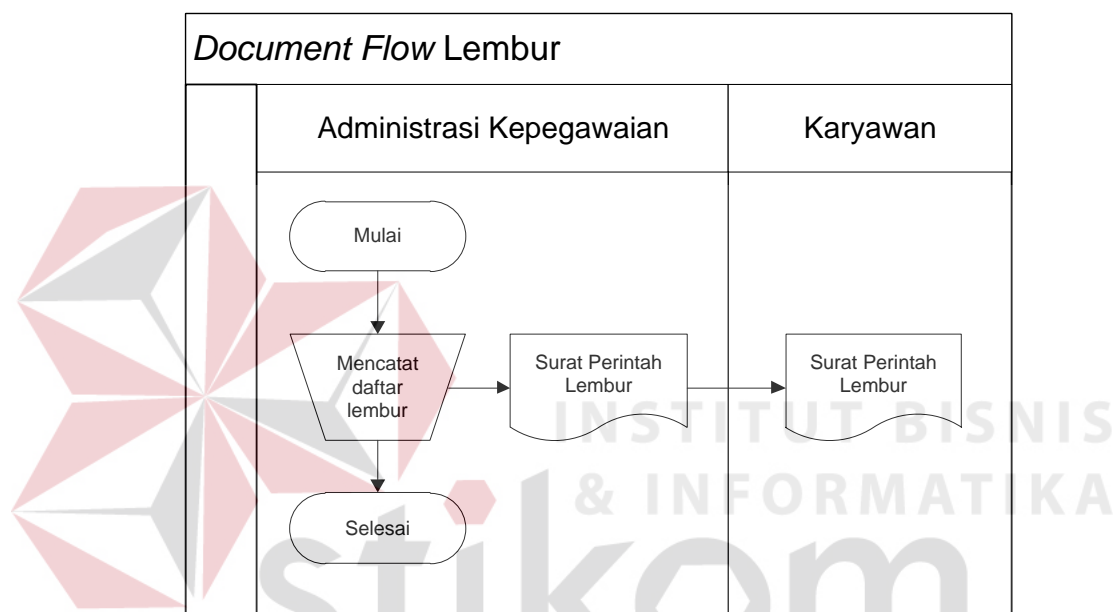 Document Flow Lembur
Administrasi Kepegawaian
Karyawan
Mulai
Mencatat
daftar
lembur
Surat Perintah
Lembur
Surat Perintah
Lembur
Selesai
INSTITUT BISNIS
& INFORMATIKA
stikom